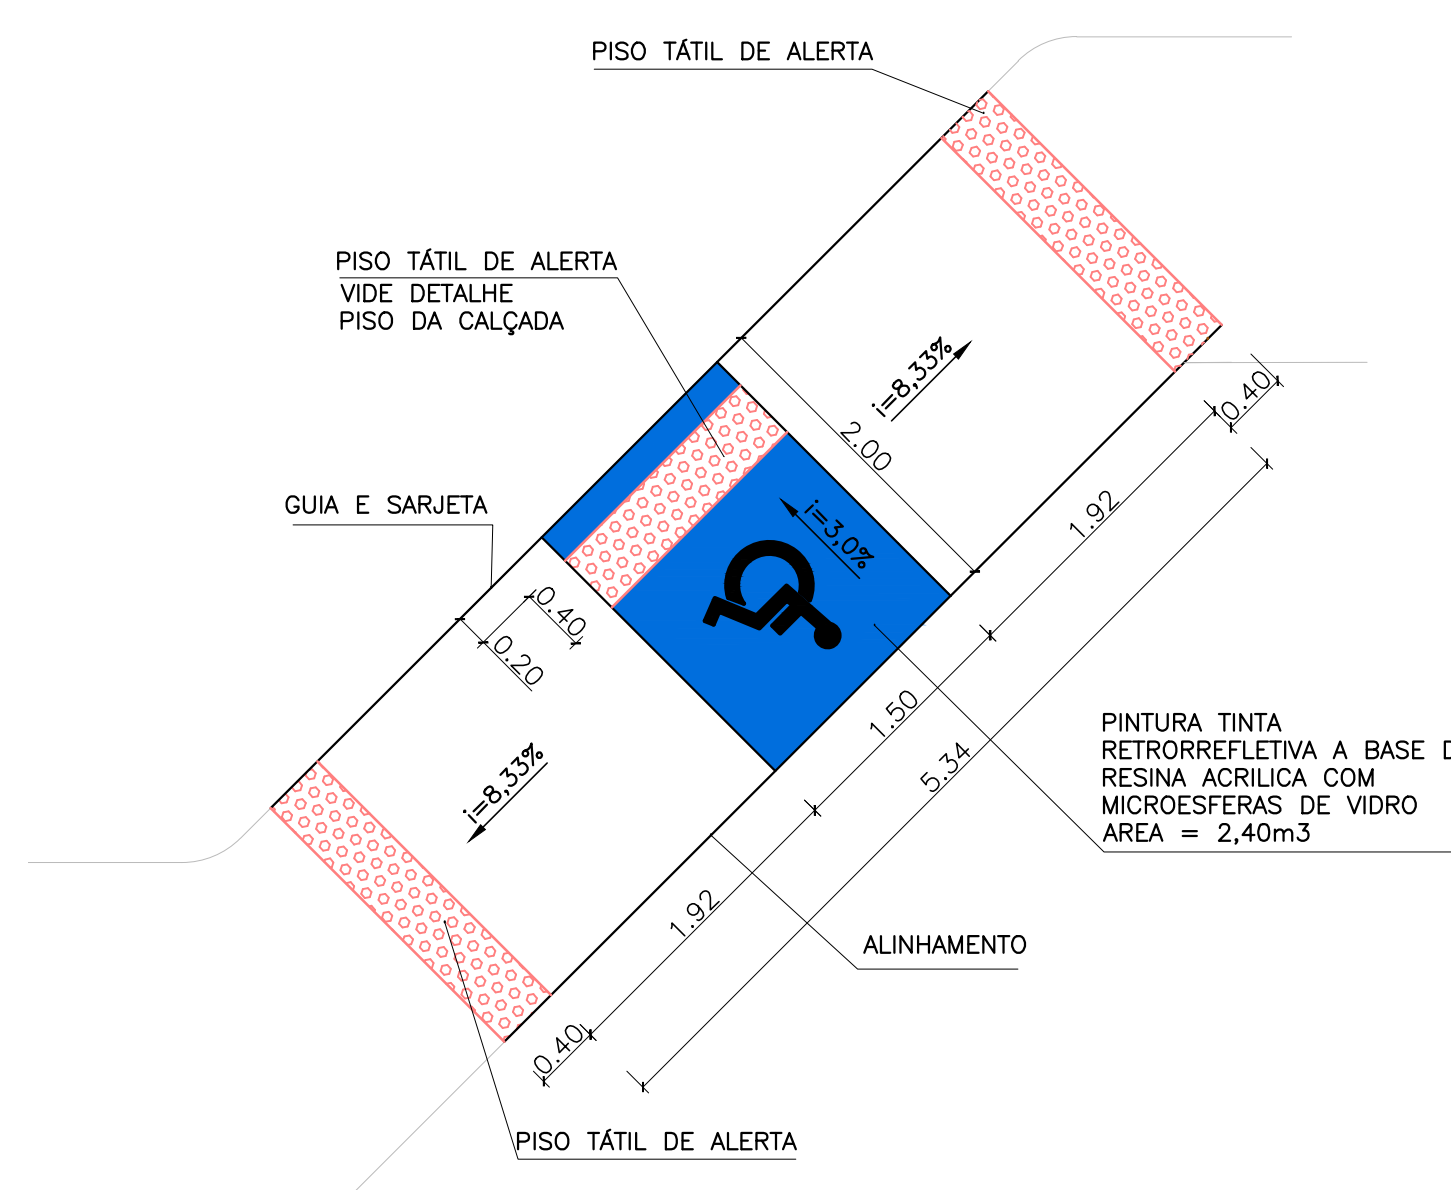 PISO TÁTIL DE ALERTA
PISO TÁTIL DE ALERTA
VIDE DETALHE
PISO DA CALÇADA
i=8,33%
0.40
2.00
GUIA E SARJETA
i=3,0%
1.92
0.40
0.20
1.50
5.34
PINTURA TINTA
RETRORREFLETIVA A BASE D
RESINA ACRILICA COM
MICROESFERAS DE VIDRO
AREA = 2,40m3
i=8,33%
1.92
ALINHAMENTO
0.40
PISO TÁTIL DE ALERTA